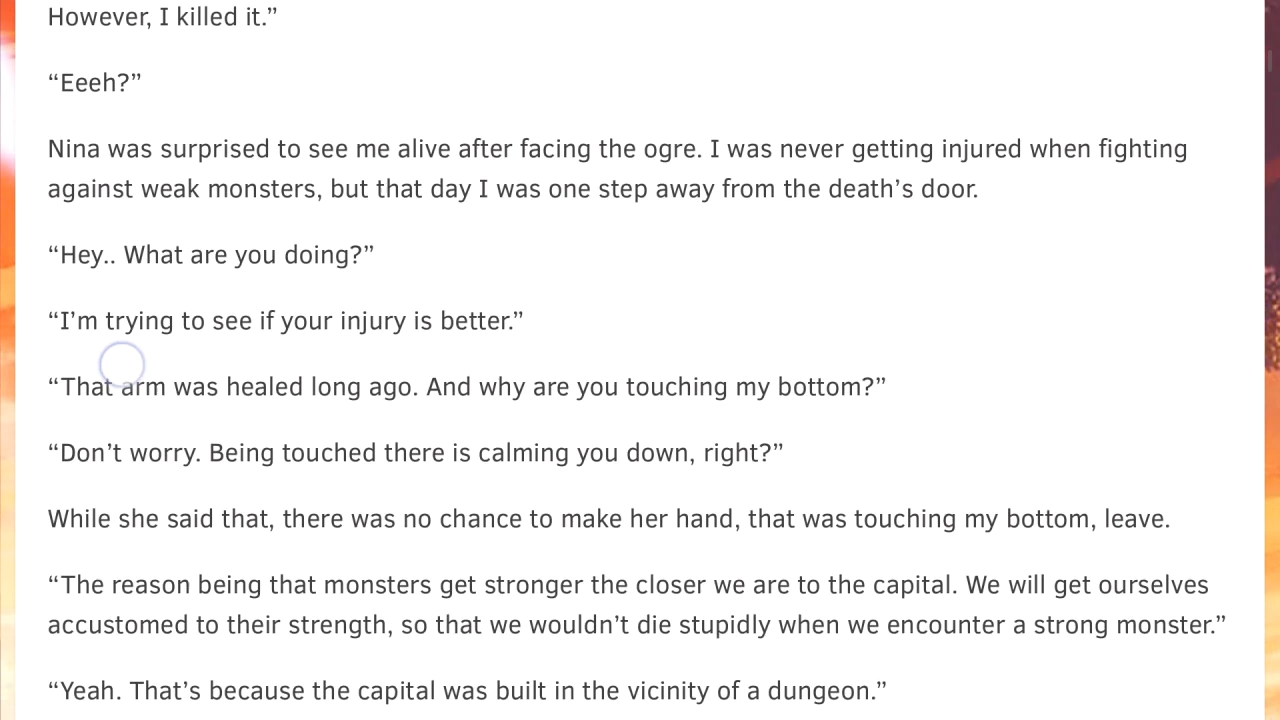 However, I killed it.”
“Eeeh?”
Nina was surprised to see me alive after facing the ogre. I was never getting injured when fighting
against weak monsters, but that day I was one step away from the death’s door.
“Hey.. What are you doing?”
“I’m trying to see if your injury is better.”
“That arm was healed long ago. And why are you touching my bottom?”
“Don’t worry. Being touched there is calming you down, right?”
While she said that, there was no chance to make her hand, that was touching my bottom, leave.
“The reason being that monsters get stronger the closer we are to the capital. We will get ourselves
accustomed to their strength, so that we wouldn’t die stupidly when we encounter a strong monster.”
“Yeah. That’s because the capital was built in the vicinity of a dungeon.”